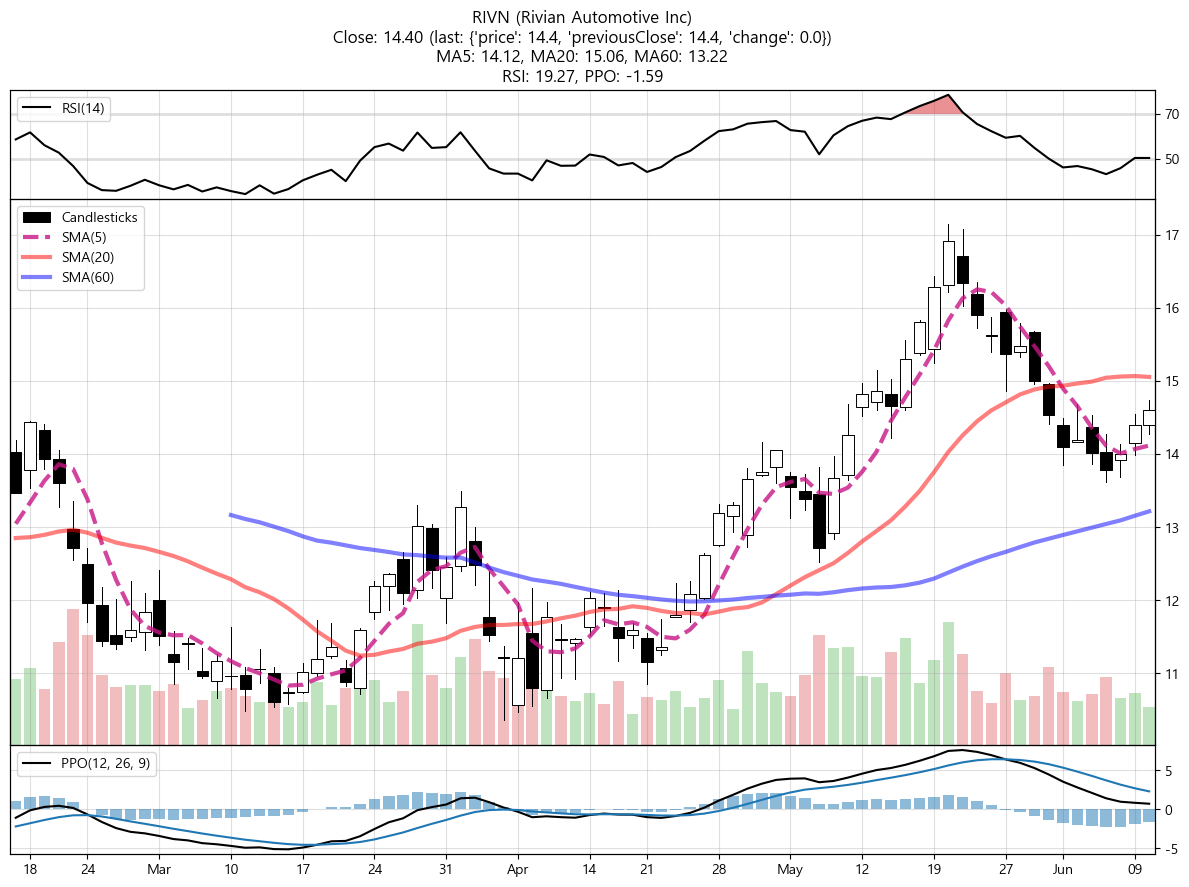 RIVN (Rivian Automotive Inc)
Close: 14.40 (last: {'price': 14.4, 'previousClose': 14.4, 'change': 0.0})
MA5: 14.12, MA20: 15.06, MA60: 13.22
RSI: 19.27, PPO: -1.59
RSI(14)
70
50
Candlesticks
SMA(5)
SMA(20)
SMA(60)
17
16
15
14
13
12
11
PPO(12, 26, 9)
5
0
-5
18 24 Mar 10 17 24 31 Apr 14 21 28 May 12 19 27 Jun 09